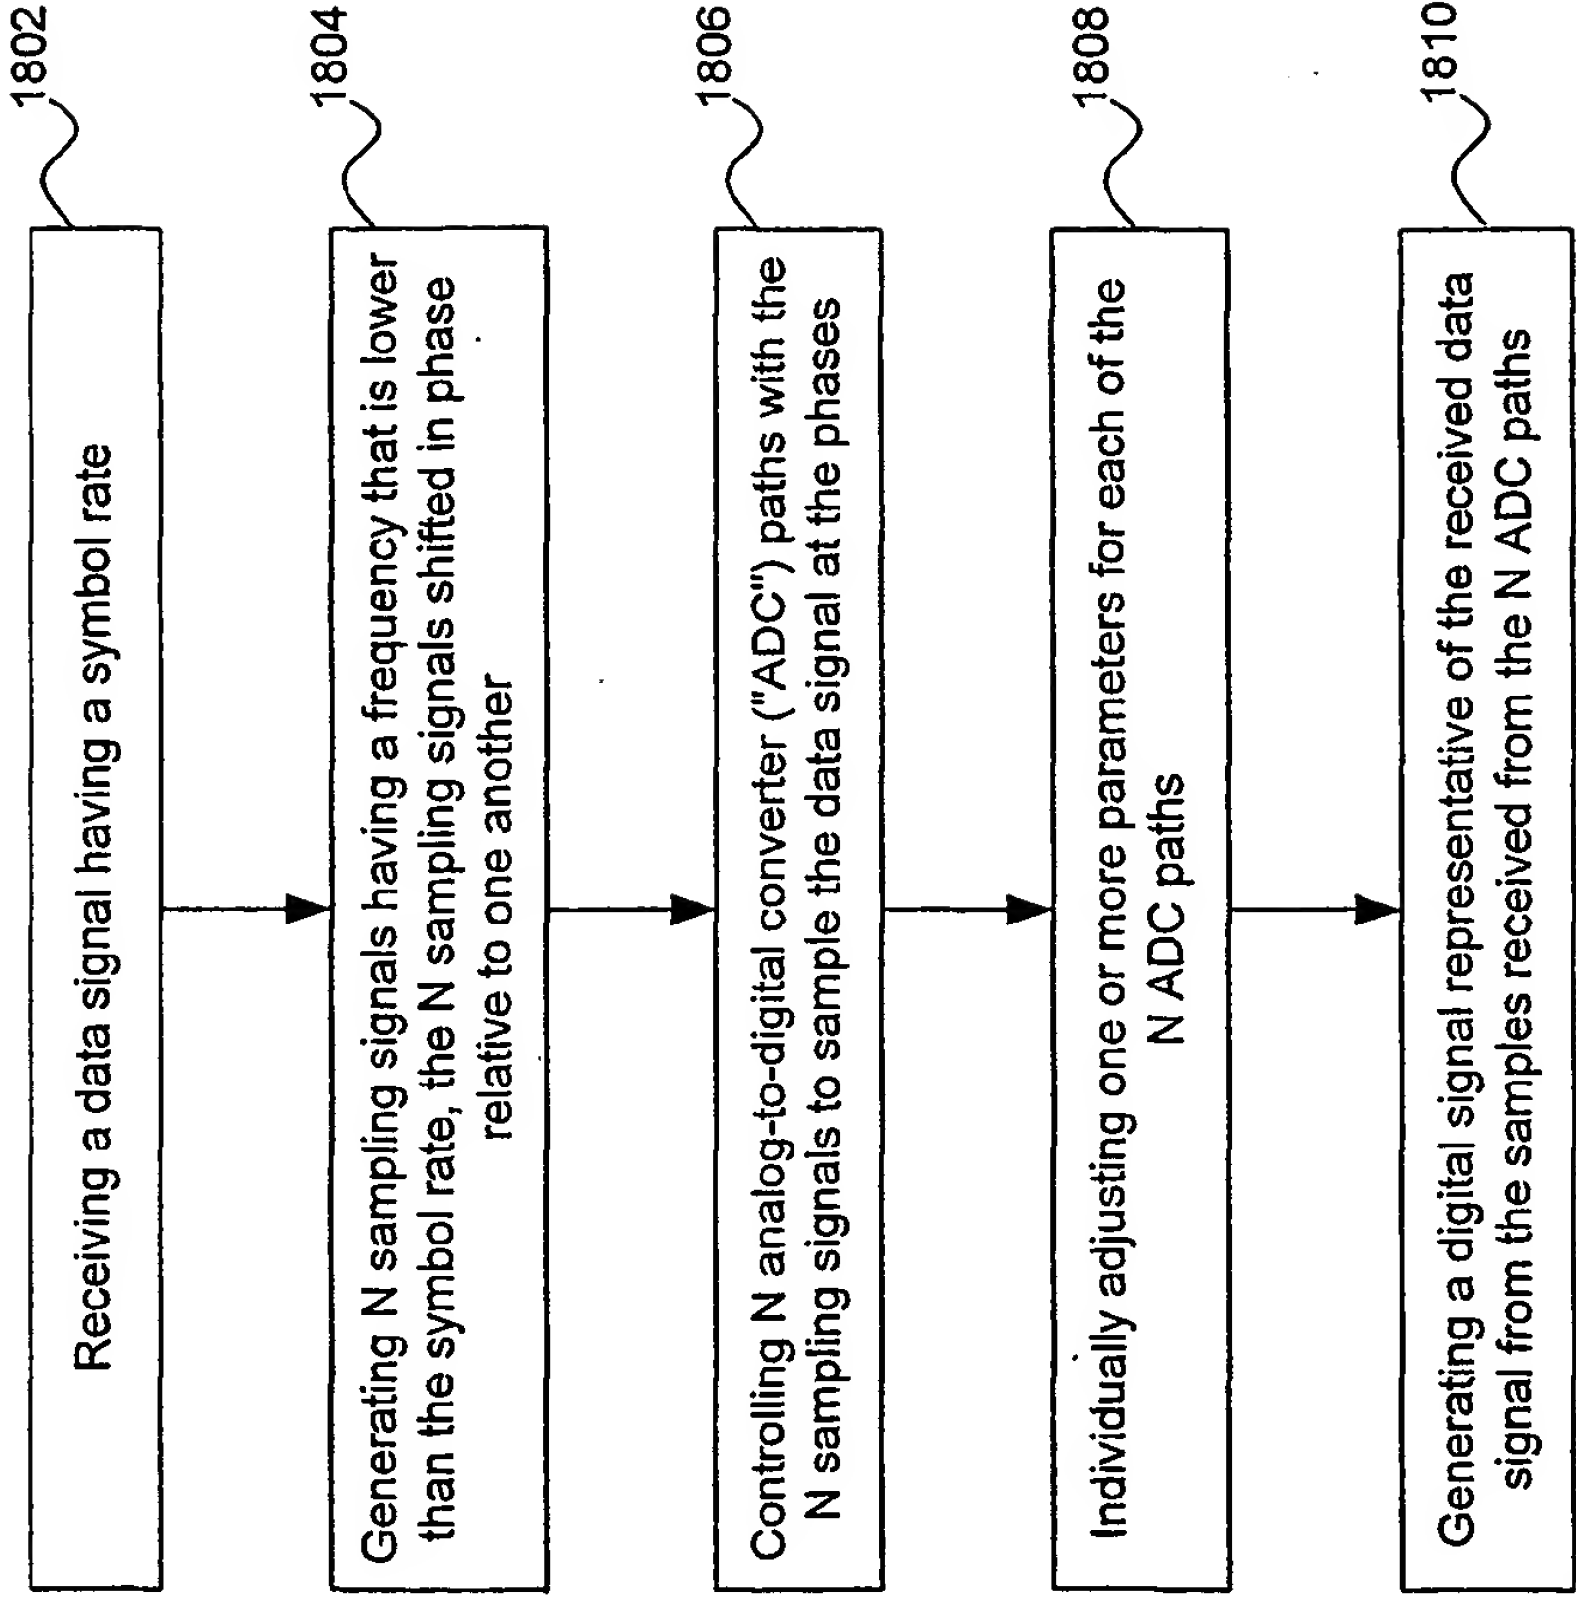 1802
Receiving a data signal having a symbol rate
1804
Generating N sampling signals having a frequency that is lower
than the symbol rate, the N sampling signals shifted in phase
relative to one another
1806
Controlling N analog-to-digital converter ("ADC") paths with the
N sampling signals to sample the data signal at the phases
1808
Individually adjusting one or more parameters for each of the
N ADC paths
1810
Generating a digital signal representative of the received data
signal from the samples received from the N ADC paths